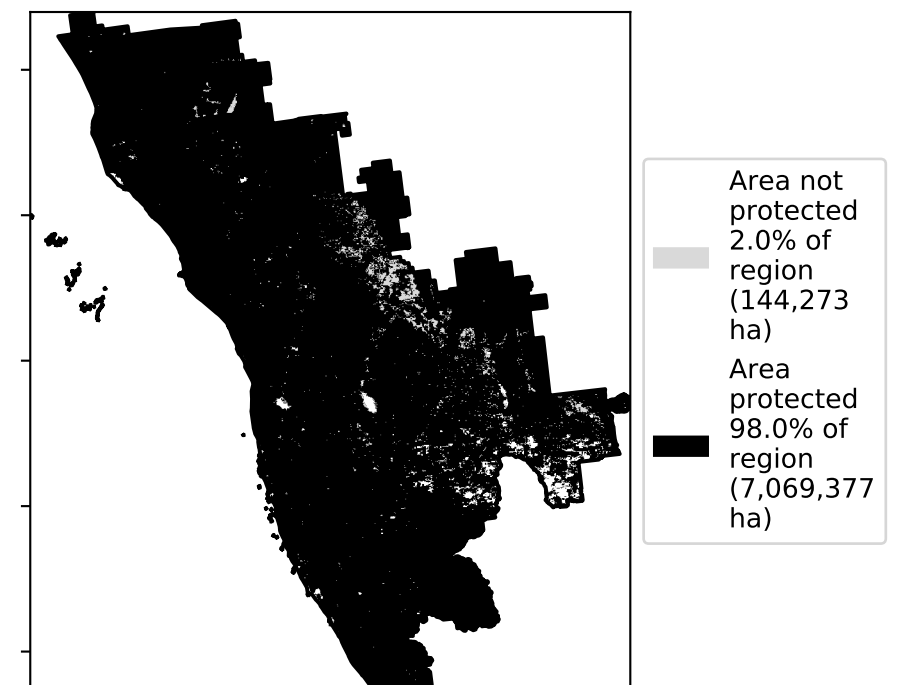 Area not
protected
2.0% of
region
(144,273
ha)
Area
protected
98.0% of
region
(7,069,377
ha)